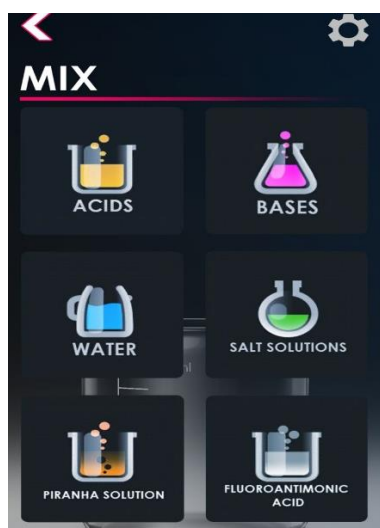 MIX
ACIDS
BASES
WATER
SALT SOLUTIONS
PIRANHA SOLUTION
FLUOROANTIMONIC
ACID